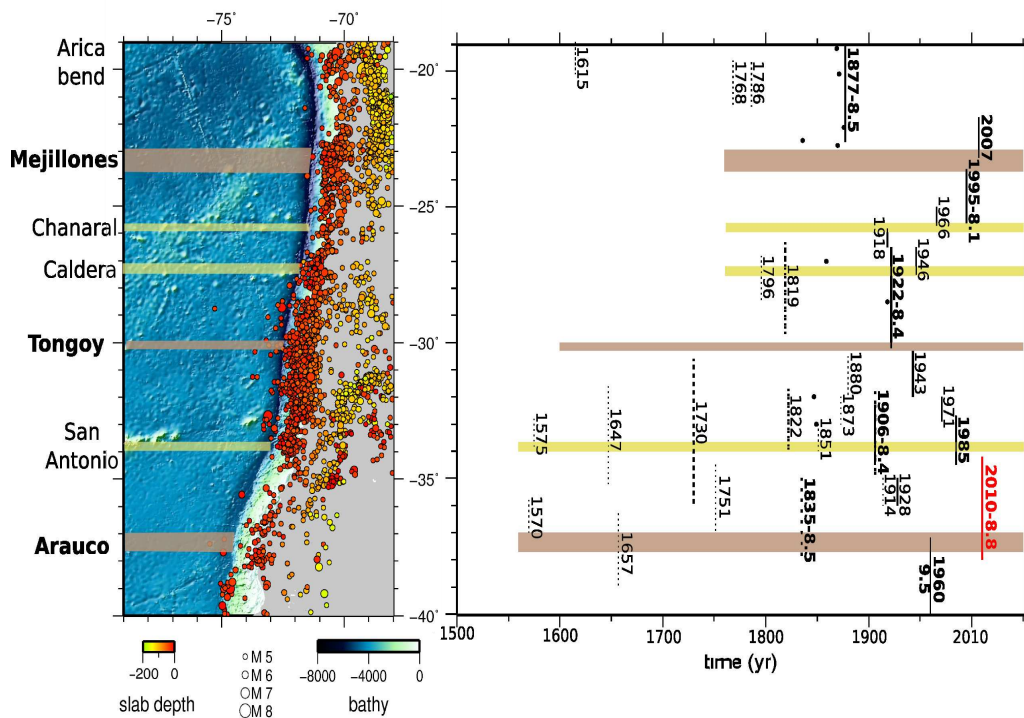 −75˚ −70˚
Arica
bend
−20˚
Mejillones
−25˚
Chanaral
Caldera
−30˚
Tongoy
San
Antonio
−35˚
Arauco
−40˚
1615
1768
1786
1877-8.5
2007
1995-8.1
1966
1918
1946
1796
1819
1922-8.4
1943
1880
1873
1971
1985
1906-8.4
1822
1851
1730
1647
1575
1751
1928
1914
2010-8.8
1835-8.5
1570
1657
1960
9.5
1500 1600 1700 1800 1900 2010
time (yr)
−200 0
slab depth
M 5
M 6
M 7
M 8
−8000 −4000 0
bathy